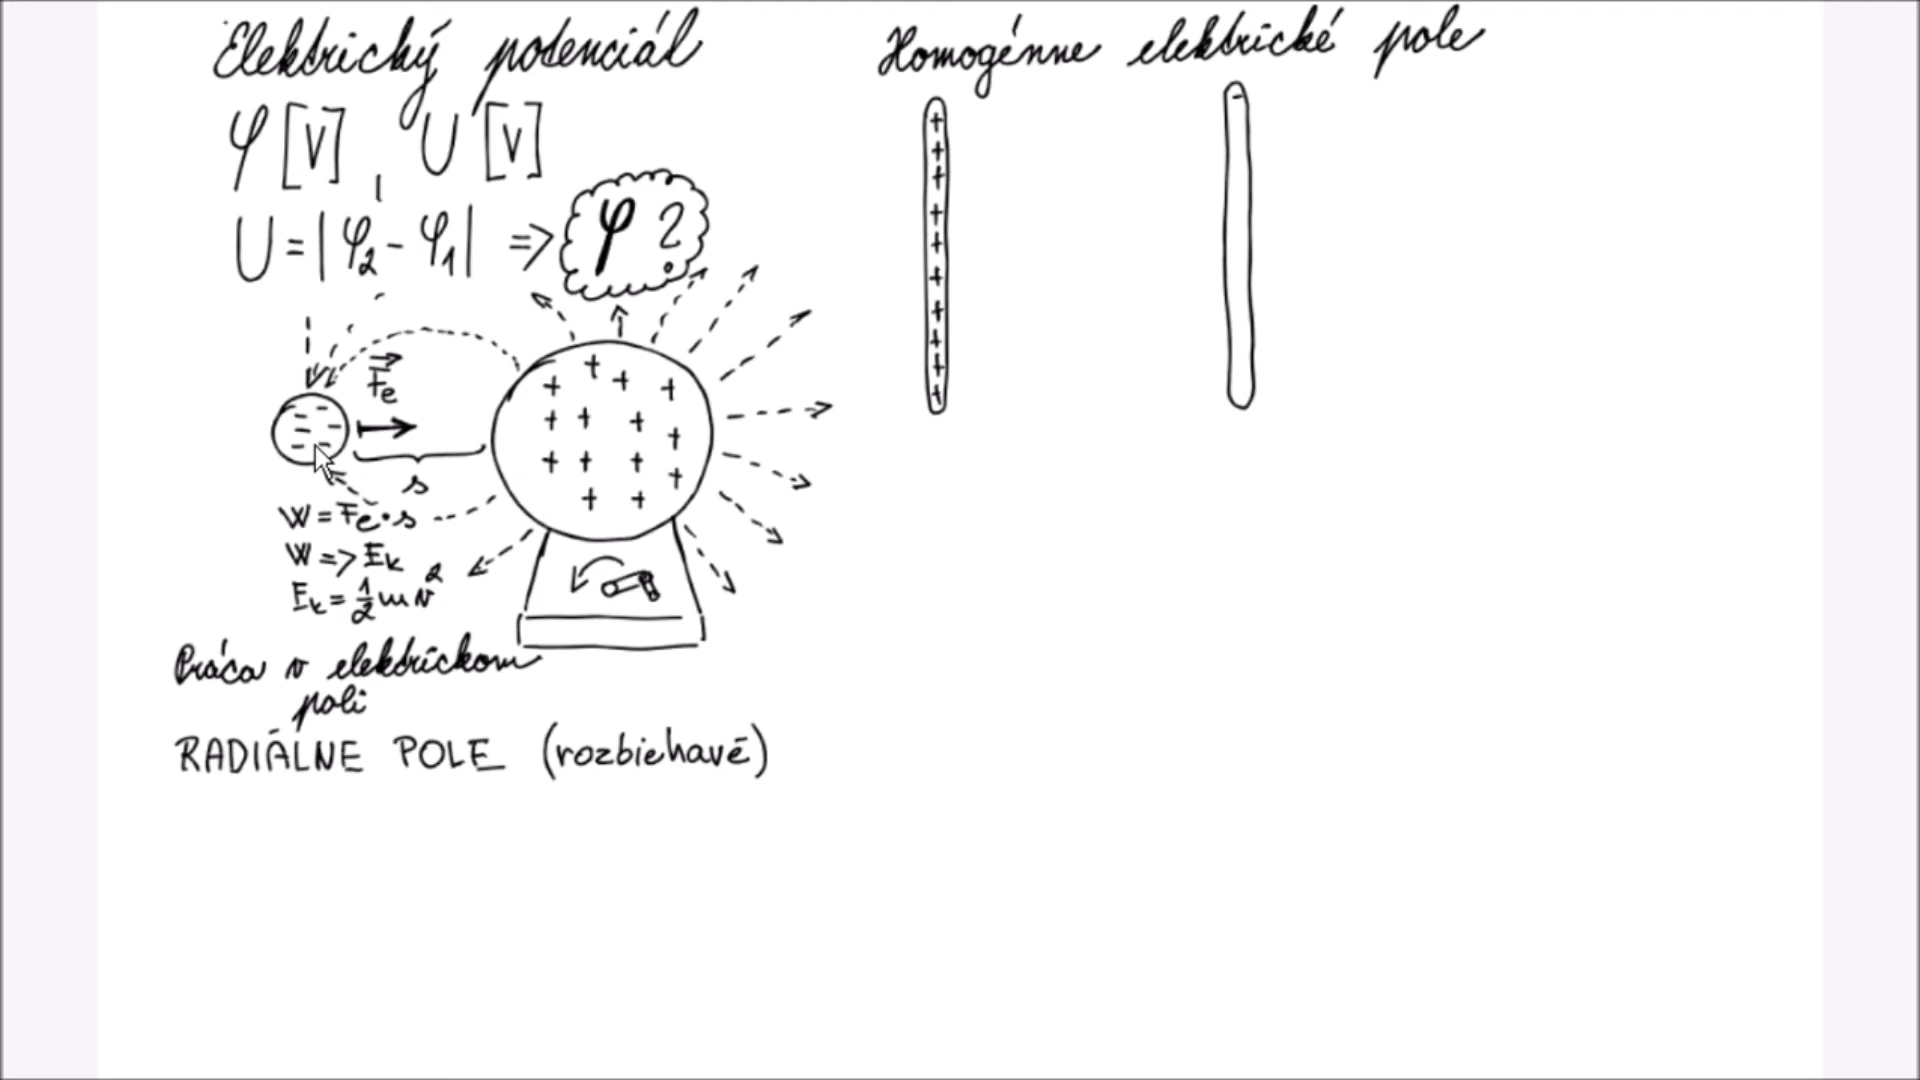 Elektrický potenciál
φ [V], U [V]
U = |φ₂ - φ₁| => φ ?
Fₑ
s
W = Fₑ · s
W => Eₖ
Eₖ = ½ m v²
Práca v elektrickom
poli
RADIÁLNE POLE (rozbiehavé)
Homogénne elektrické pole